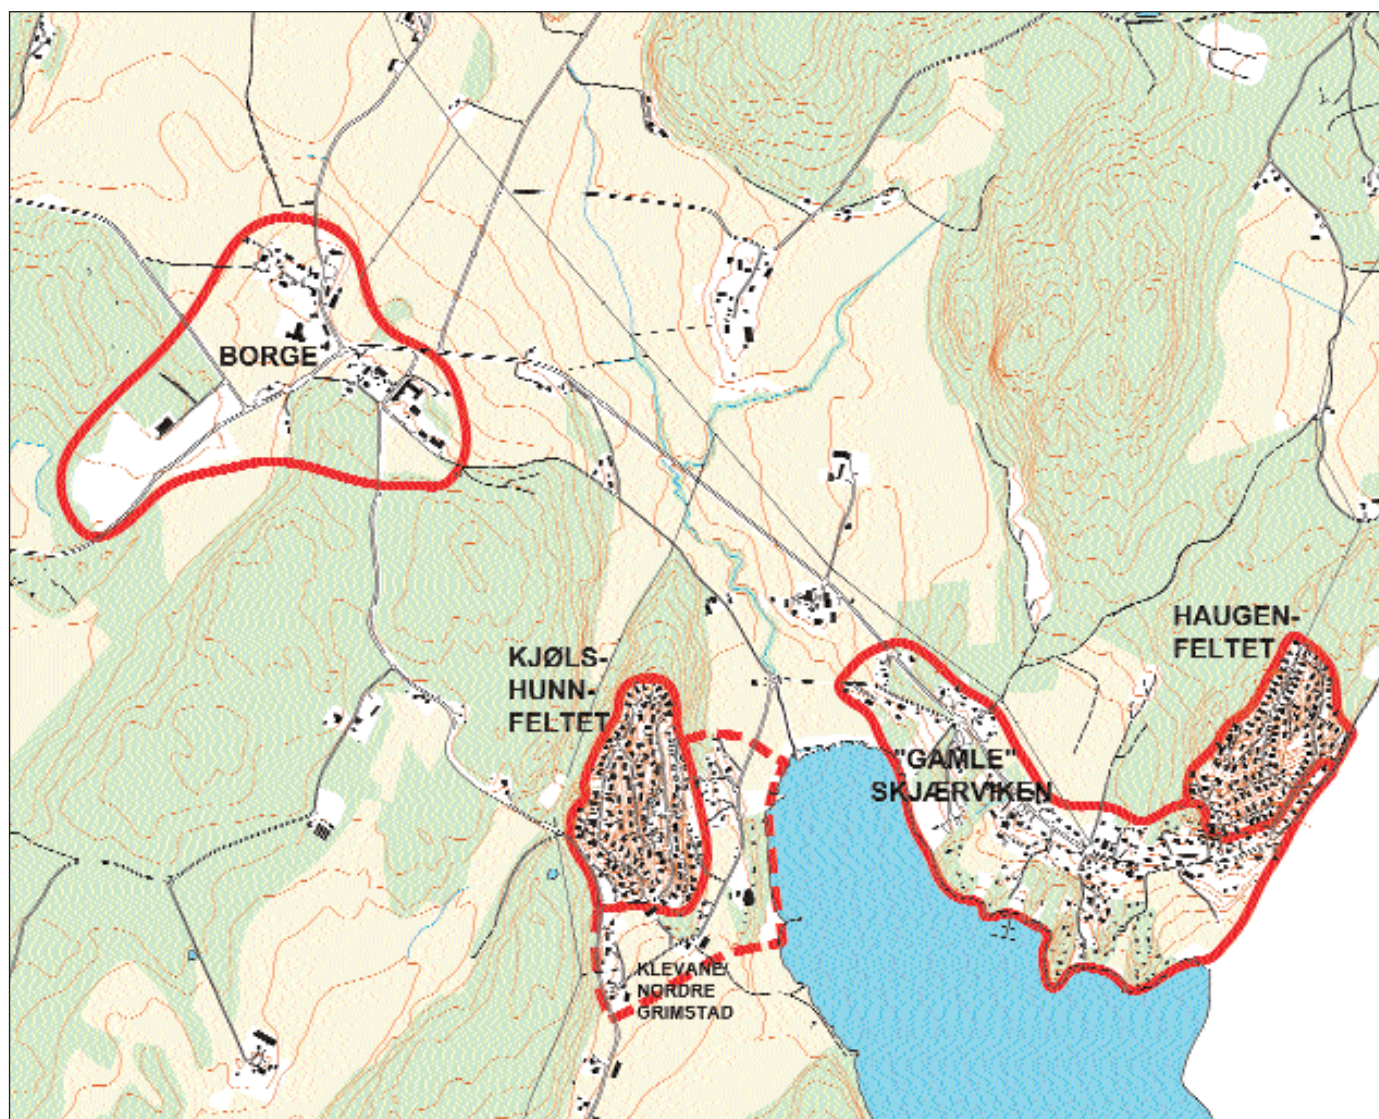 BORGE
HAUGEN-
FELTET
KJØLS-
HUNN-
FELTET
"GAMLE"
SKJÆRVIKEN
KLEVANE/
NORDRE
GRIMSTAD